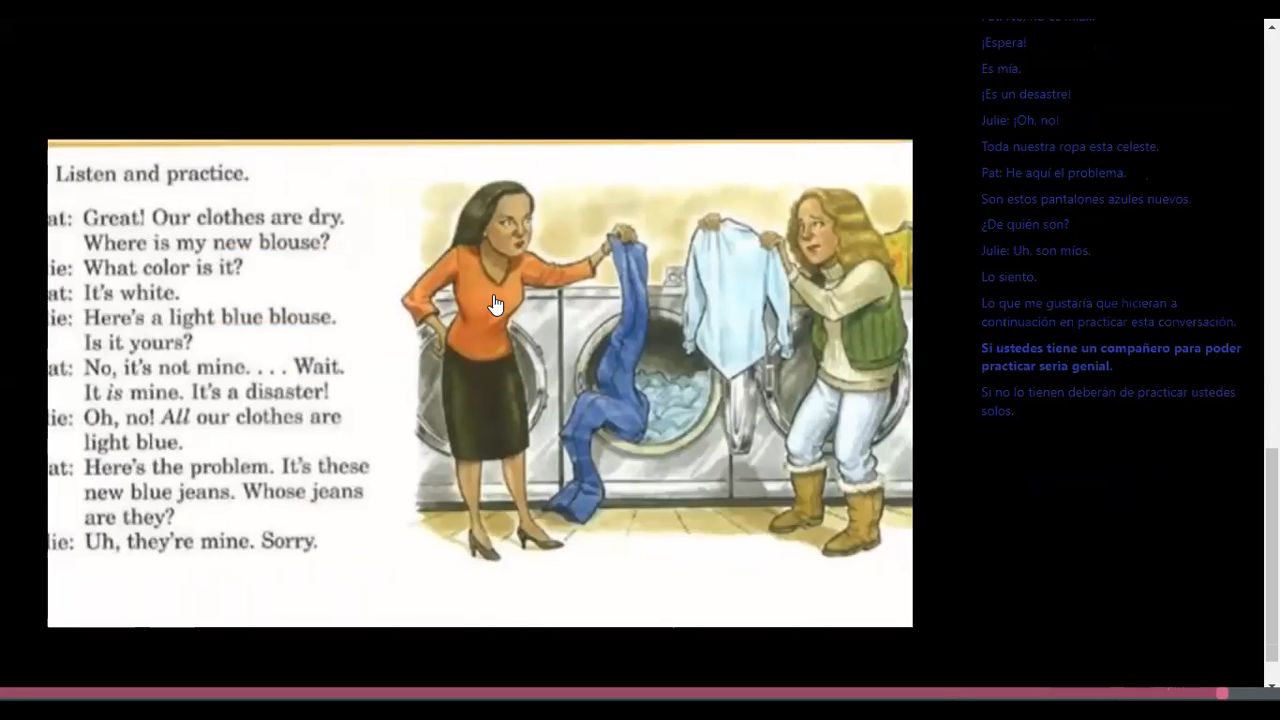 Listen and practice.
at: Great! Our clothes are dry.
Where is my new blouse?
ie: What color is it?
at: It's white.
ie: Here's a light blue blouse.
Is it yours?
at: No, it's not mine. . . . Wait.
It is mine. It's a disaster!
ie: Oh, no! All our clothes are
light blue.
at: Here's the problem. It's these
new blue jeans. Whose jeans
are they?
ie: Uh, they're mine. Sorry.
¡Espera!
Es mía.
¡Es un desastre!
Julie: ¡Oh, no!
Toda nuestra ropa esta celeste.
Pat: He aquí el problema.
Son estos pantalones azules nuevos.
¿De quién son?
Julie: Uh, son míos.
Lo siento.
Lo que me gustaría que hicieran a
continuación en practicar esta conversación.
Si ustedes tiene un compañero para poder
practicar seria genial.
Si no lo tienen deberán de practicar ustedes
solos.